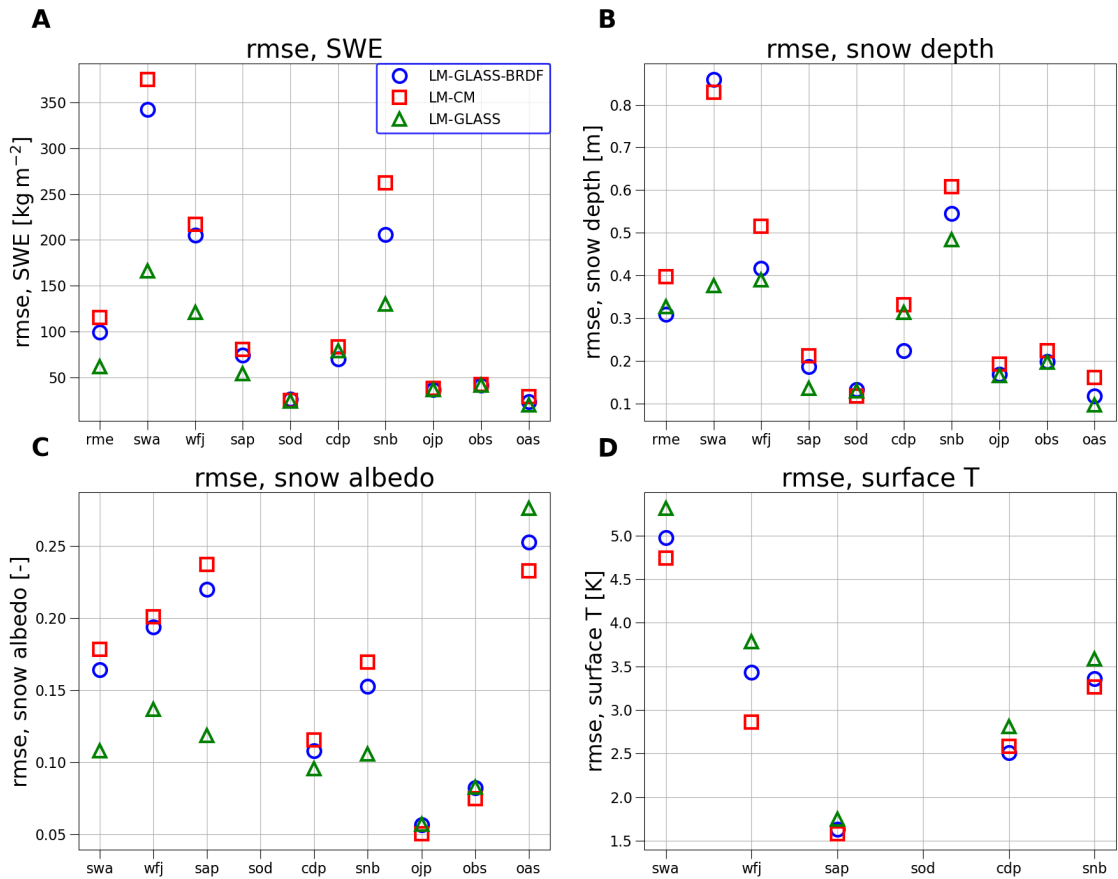 A
rmse, SWE
rmse, SWE [kg m⁻²]
350
300
250
200
150
100
50
LM-GLASS-BRDF
LM-CM
LM-GLASS
rme swa wfj sap sod cdp snb ojp obs oas
B
rmse, snow depth
rmse, snow depth [m]
0.8
0.7
0.6
0.5
0.4
0.3
0.2
0.1
rme swa wfj sap sod cdp snb ojp obs oas
C
rmse, snow albedo
rmse, snow albedo [-]
0.25
0.20
0.15
0.10
0.05
swa wfj sap sod cdp snb ojp obs oas
D
rmse, surface T
rmse, surface T [K]
5.0
4.5
4.0
3.5
3.0
2.5
2.0
1.5
swa wfj sap sod cdp snb